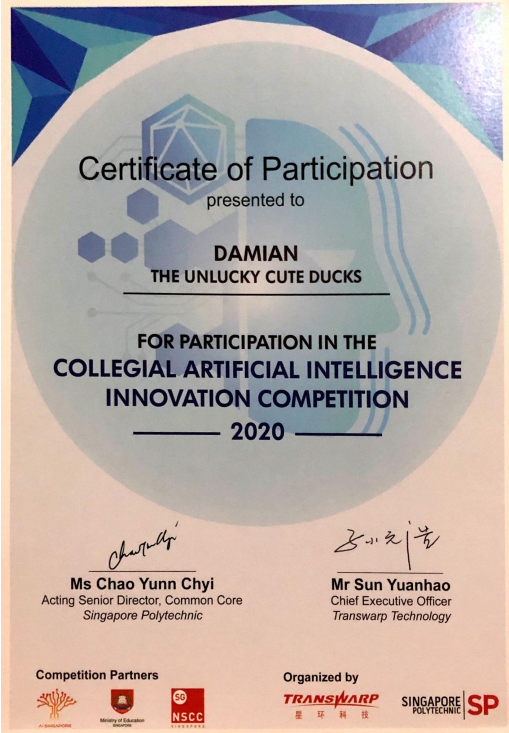 Certificate of Participation
presented to
DAMIAN
THE UNLUCKY CUTE DUCKS
FOR PARTICIPATION IN THE
COLLEGIAL ARTIFICIAL INTELLIGENCE
INNOVATION COMPETITION
2020
Ms Chao Yunn Chyi
Acting Senior Director, Common Core
Singapore Polytechnic
Mr Sun Yuanhao
Chief Executive Officer
Transwarp Technology
Competition Partners
AI SINGAPORE
Ministry of Education
SINGAPORE
SG
NSCC
SINGAPORE
Organized by
TRANSWARP
星环科技
SINGAPORE
POLYTECHNIC
SP